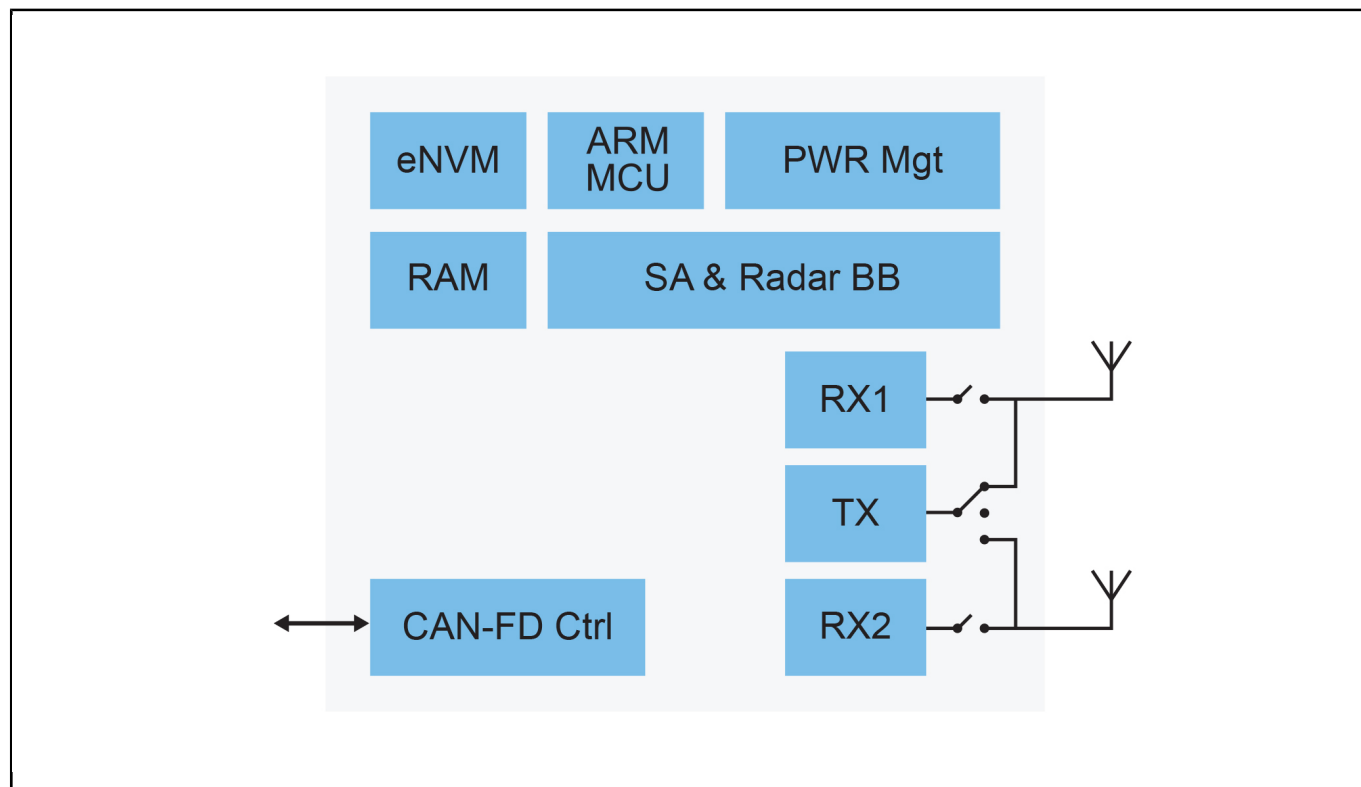 eNVM
ARM
MCU
PWR Mgt
RAM
SA & Radar BB
RX1
TX
CAN-FD Ctrl
RX2